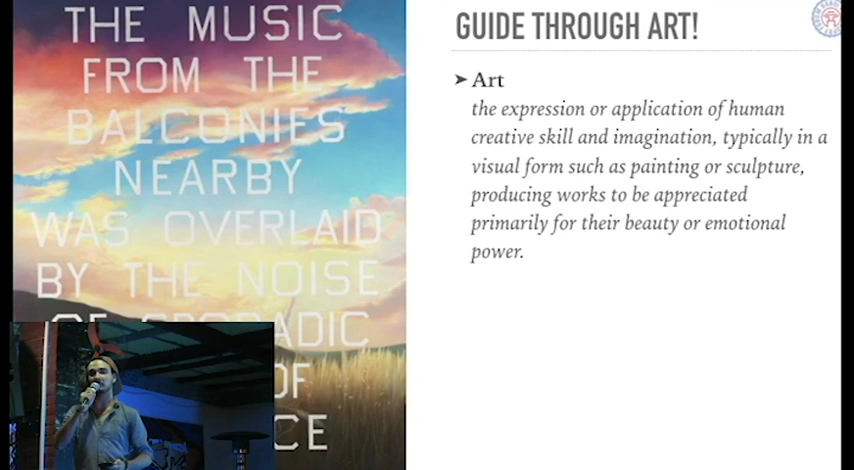 THE MUSIC
FROM THE
BALCONIES
NEARBY
WAS OVERLAID
BY THE NOISE
OF
OF
GUIDE THROUGH ART!
➤ Art
the expression or application of human
creative skill and imagination, typically in a
visual form such as painting or sculpture,
producing works to be appreciated
primarily for their beauty or emotional
power.